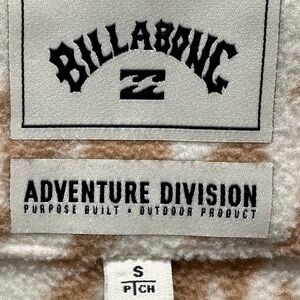 BILLABONG
ADVENTURE DIVISION
PURPOSE BUILT • OUTDOOR PRODUCT
S
P|CH